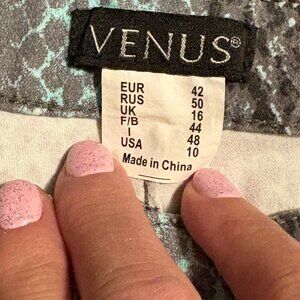 VENUS®
EUR 42
RUS 50
UK 16
F/B 44
I 48
USA 10
Made in China